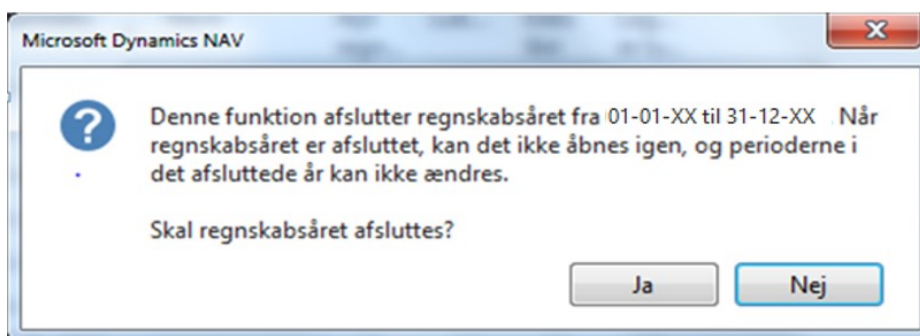 Microsoft Dynamics NAV
Denne funktion afslutter regnskabsåret fra 01-01-XX til 31-12-XX . Når
regnskabsåret er afsluttet, kan det ikke åbnes igen, og perioderne i
det afsluttede år kan ikke ændres.
Skal regnskabsåret afsluttes?
Ja
Nej